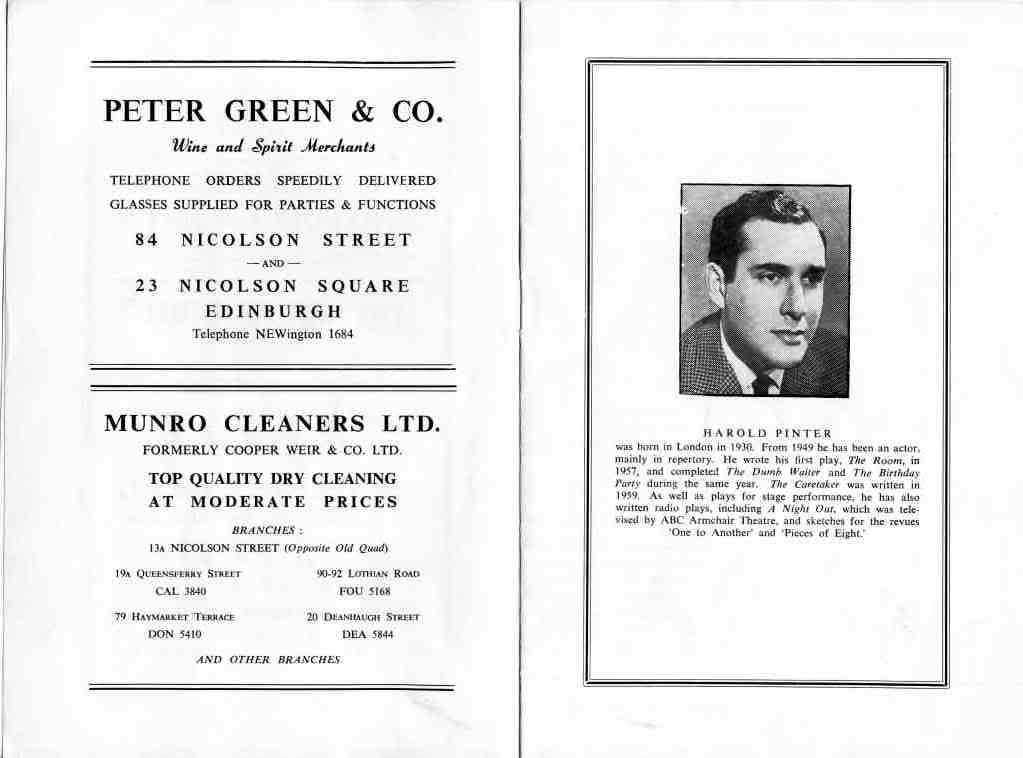 PETER GREEN & CO.
Wine and Spirit Merchants
TELEPHONE ORDERS SPEEDILY DELIVERED
GLASSES SUPPLIED FOR PARTIES & FUNCTIONS
84 NICOLSON STREET
— AND —
23 NICOLSON SQUARE
EDINBURGH
Telephone NEWington 1684
MUNRO CLEANERS LTD.
FORMERLY COOPER WEIR & CO. LTD.
TOP QUALITY DRY CLEANING
AT MODERATE PRICES
BRANCHES :
13A NICOLSON STREET (Opposite Old Quad)
19A QUEENSFERRY STREET 90-92 LOTHIAN ROAD
CAL 3840 FOU 5168
79 HAYMARKET TERRACE 20 DEANHAUGH STREET
DON 5410 DEA 5844
AND OTHER BRANCHES
HAROLD PINTER
was born in London in 1930. From 1949 he has been an actor,
mainly in repertory. He wrote his first play, The Room, in
1957, and completed The Dumb Waiter and The Birthday
Party during the same year. The Caretaker was written in
1959. As well as plays for stage performance, he has also
written radio plays, including A Night Out, which was tele-
vised by ABC Armchair Theatre, and sketches for the revues
'One to Another' and 'Pieces of Eight.'